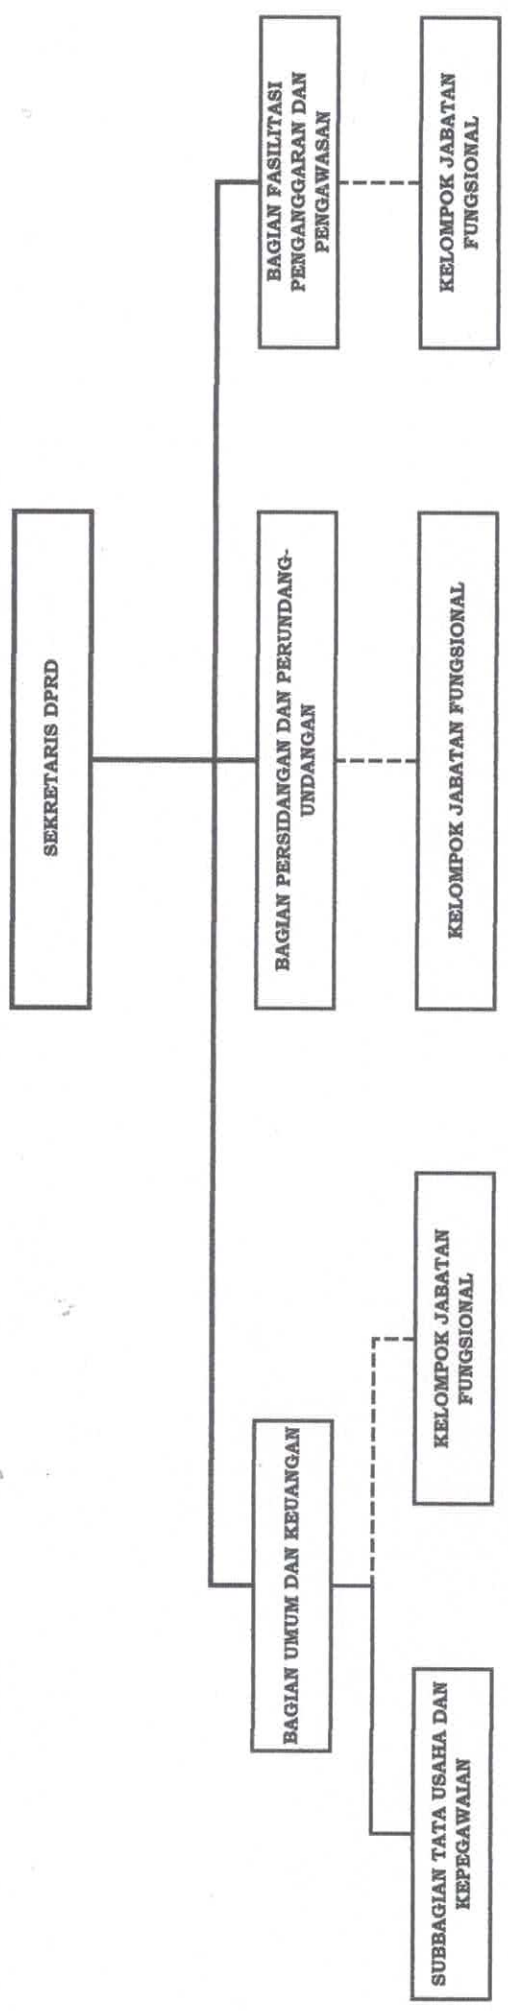 SEKRETARIS DPRD
BAGIAN UMUM DAN KEUANGAN
BAGIAN PERSIDANGAN DAN PERUNDANG-
UNDANGAN
BAGIAN FASILITASI
PENGANGGARAN DAN
PENGAWASAN
SUBBAGIAN TATA USAHA DAN
KEPEGAWAIAN
KELOMPOK JABATAN
FUNGSIONAL
KELOMPOK JABATAN FUNGSIONAL
KELOMPOK JABATAN
FUNGSIONAL